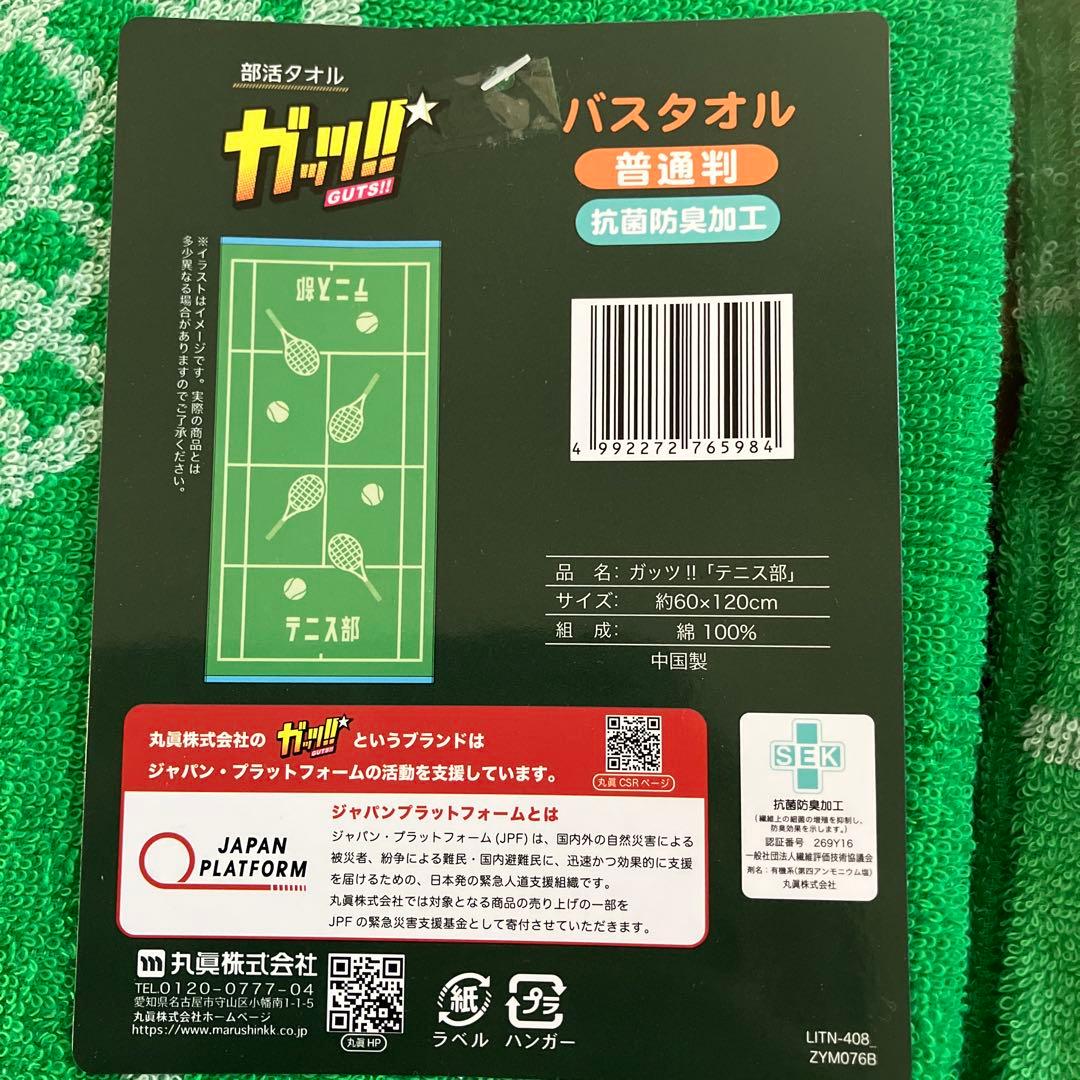 部活タオル
ガッツ!!
GUTS!!
バスタオル
普通判
抗菌防臭加工
※イラストはイメージです。実際の商品とは
多少異なる場合がありますのでご了承ください。
テニス部
テニス部
4 992272 765984
品 名: ガッツ!!「テニス部」
サイズ: 約60×120cm
組 成: 綿 100%
中国製
丸眞株式会社の ガッツ!! GUTS!! というブランドは
ジャパン・プラットフォームの活動を支援しています。
丸眞 CSRページ
JAPAN
PLATFORM
ジャパンプラットフォームとは
ジャパン・プラットフォーム(JPF)は、国内外の自然災害による
被災者、紛争による難民・国内避難民に、迅速かつ効果的に支援
を届けるための、日本発の緊急人道支援組織です。
丸眞株式会社では対象となる商品の売り上げの一部を
JPFの緊急災害支援基金として寄付させていただきます。
SEK
抗菌防臭加工
(繊維上の細菌の増殖を抑制し、
防臭効果を示します。)
認証番号 269Y16
一般社団法人繊維評価技術協議会
剤名:有機系(第四アンモニウム塩)
丸眞株式会社
丸眞株式会社
TEL.0120-0777-04
愛知県名古屋市守山区小幡南1-1-5
丸眞株式会社ホームページ
https://www.marushinkk.co.jp
丸眞HP
紙
ラベル
プラ
ハンガー
LITN-408_
ZYM076B